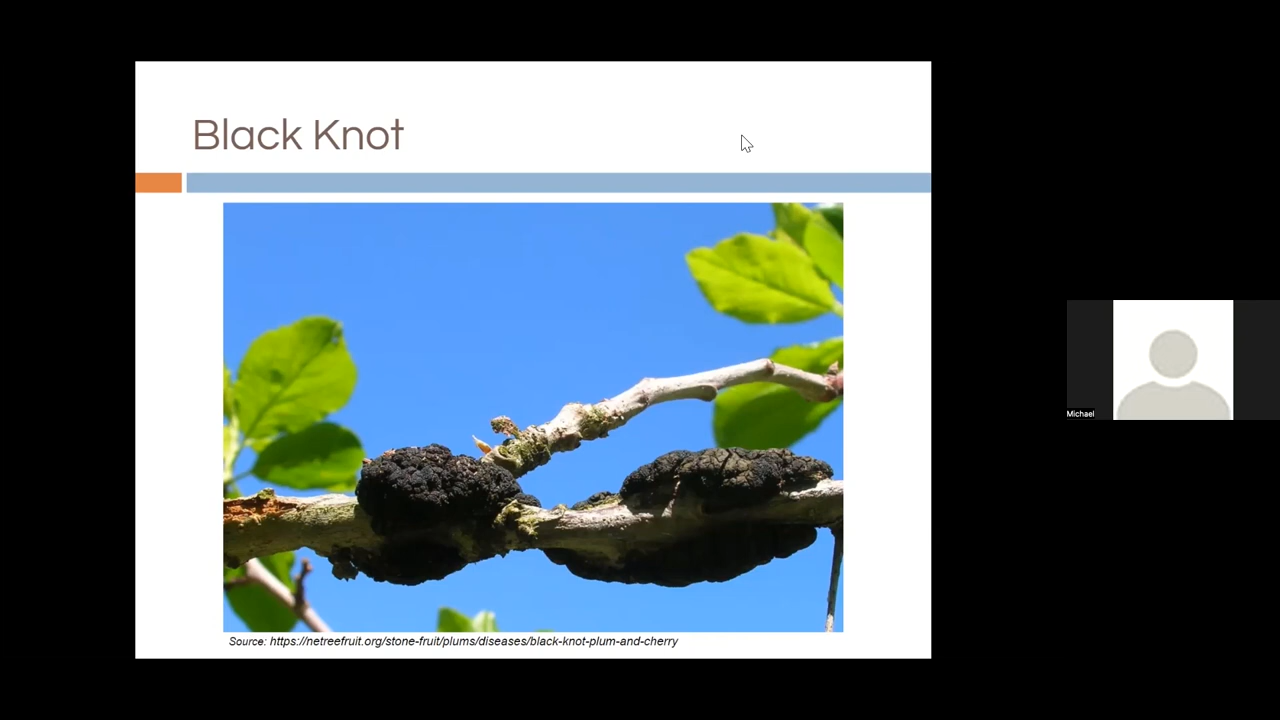 Black Knot
Source: https://netreefruit.org/stone-fruit/plums/diseases/black-knot-plum-and-cherry
Michael